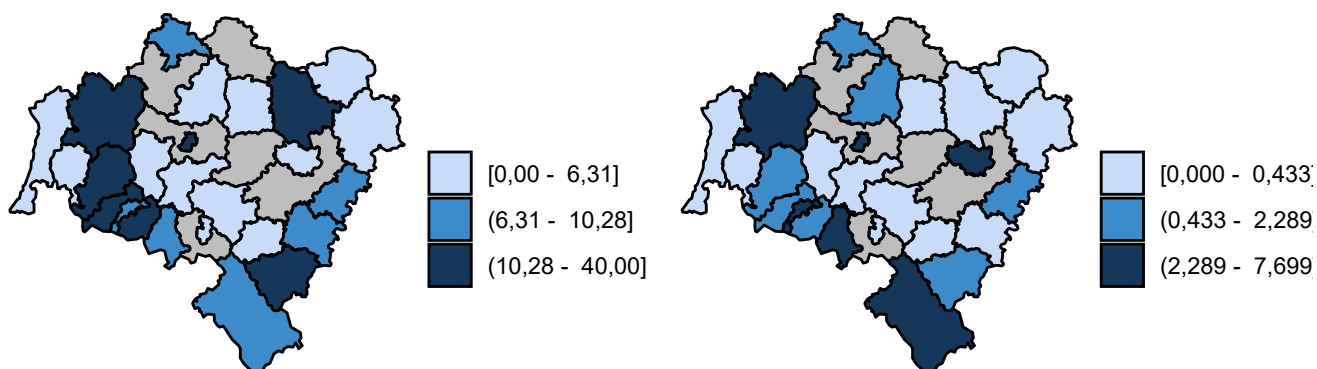 [0,00 - 6,31]
(6,31 - 10,28]
(10,28 - 40,00]
[0,000 - 0,433]
(0,433 - 2,289]
(2,289 - 7,699]